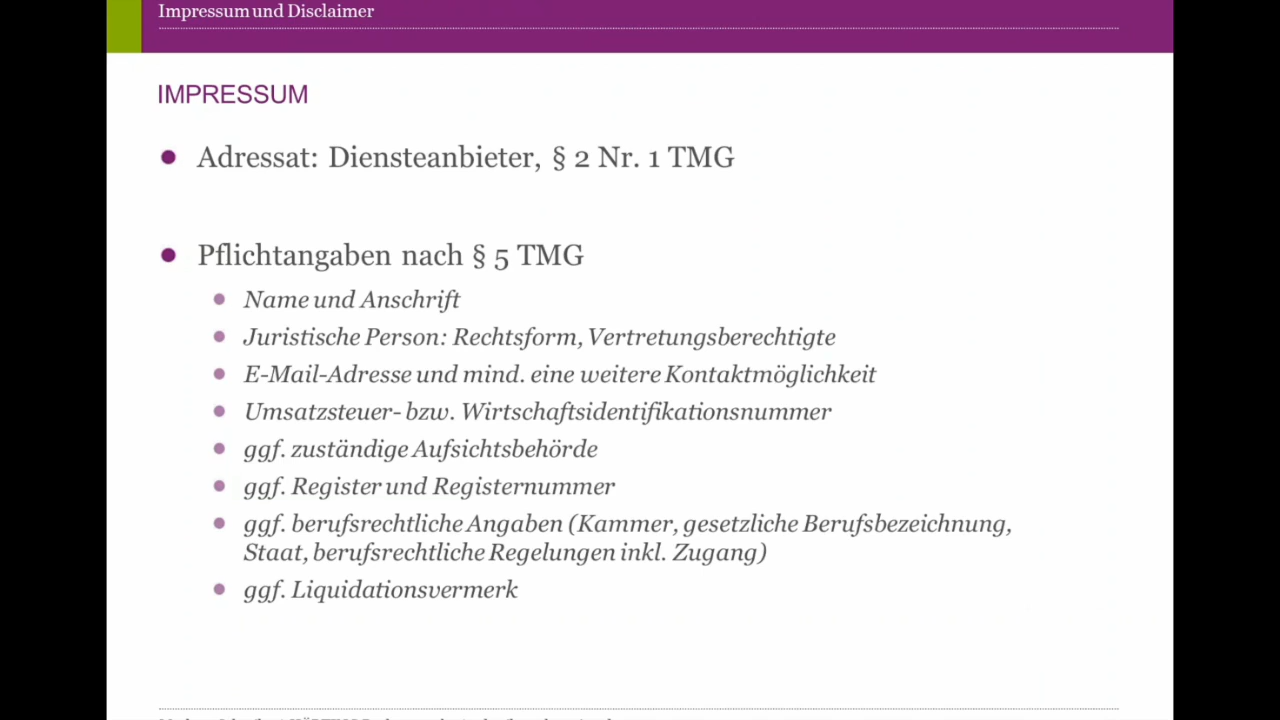 Impressum und Disclaimer
IMPRESSUM
Adressat: Diensteanbieter, § 2 Nr. 1 TMG
Pflichtangaben nach § 5 TMG
Name und Anschrift
Juristische Person: Rechtsform, Vertretungsberechtigte
E-Mail-Adresse und mind. eine weitere Kontaktmöglichkeit
Umsatzsteuer- bzw. Wirtschaftsidentifikationsnummer
ggf. zuständige Aufsichtsbehörde
ggf. Register und Registernummer
ggf. berufsrechtliche Angaben (Kammer, gesetzliche Berufsbezeichnung,
Staat, berufsrechtliche Regelungen inkl. Zugang)
ggf. Liquidationsvermerk